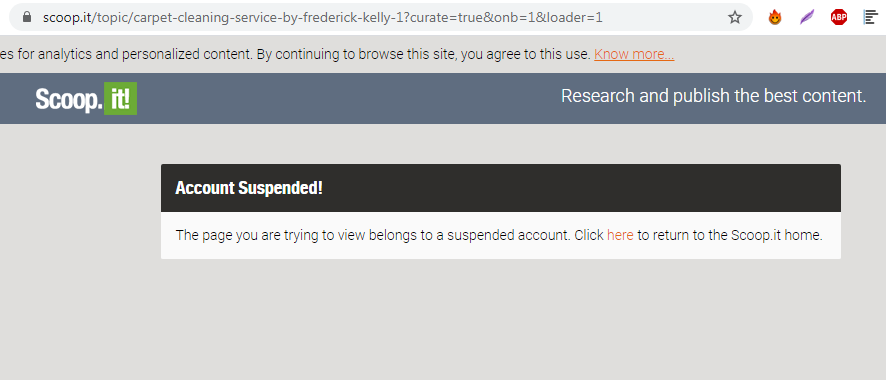 scoop.it/topic/carpet-cleaning-service-by-frederick-kelly-1?curate=true&onb=1&loader=1
ABP
es for analytics and personalized content. By continuing to browse this site, you agree to this use. Know more...
Scoop.it!
Research and publish the best content.
Account Suspended!
The page you are trying to view belongs to a suspended account. Click here to return to the Scoop.it home.